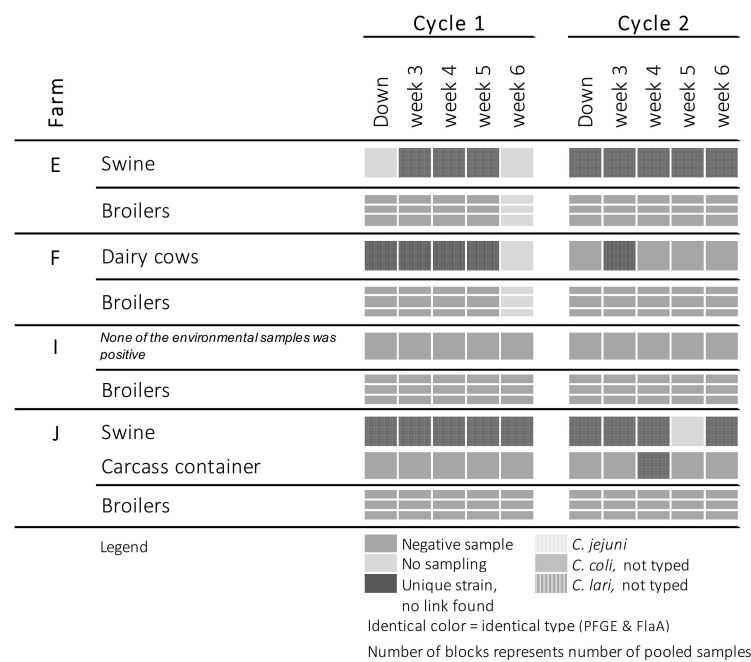 Cycle 1 Cycle 2
Farm Down week 3 week 4 week 5 week 6 Down week 3 week 4 week 5 week 6
E Swine
Broilers
F Dairy cows
Broilers
I None of the environmental samples was
positive
Broilers
J Swine
Carcass container
Broilers
Legend Negative sample C. jejuni
No sampling C. coli, not typed
Unique strain, C. lari, not typed
no link found
Identical color = identical type (PFGE & FlaA)
Number of blocks represents number of pooled samples